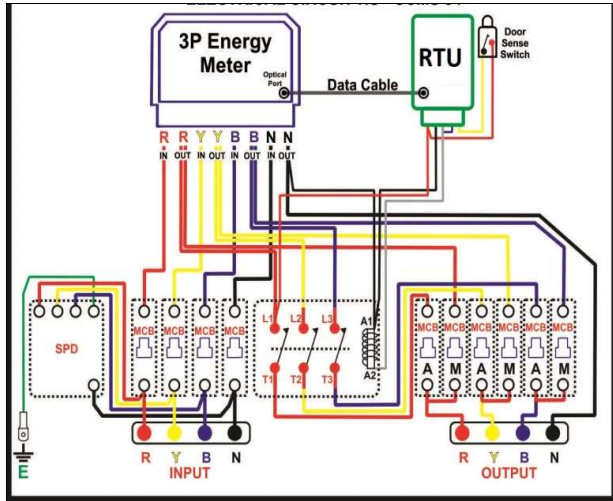 3P Energy
Meter
Optical
Port
Data Cable
RTU
Door
Sense
Switch
R R Y Y B B N N
IN OUT IN OUT IN OUT IN OUT
SPD
MCB MCB MCB MCB
L1 L2 L3
A1
A2
T1 T2 T3
MCB MCB MCB MCB MCB MCB
A M A M A M
E
R Y B N
INPUT
R Y B N
OUTPUT